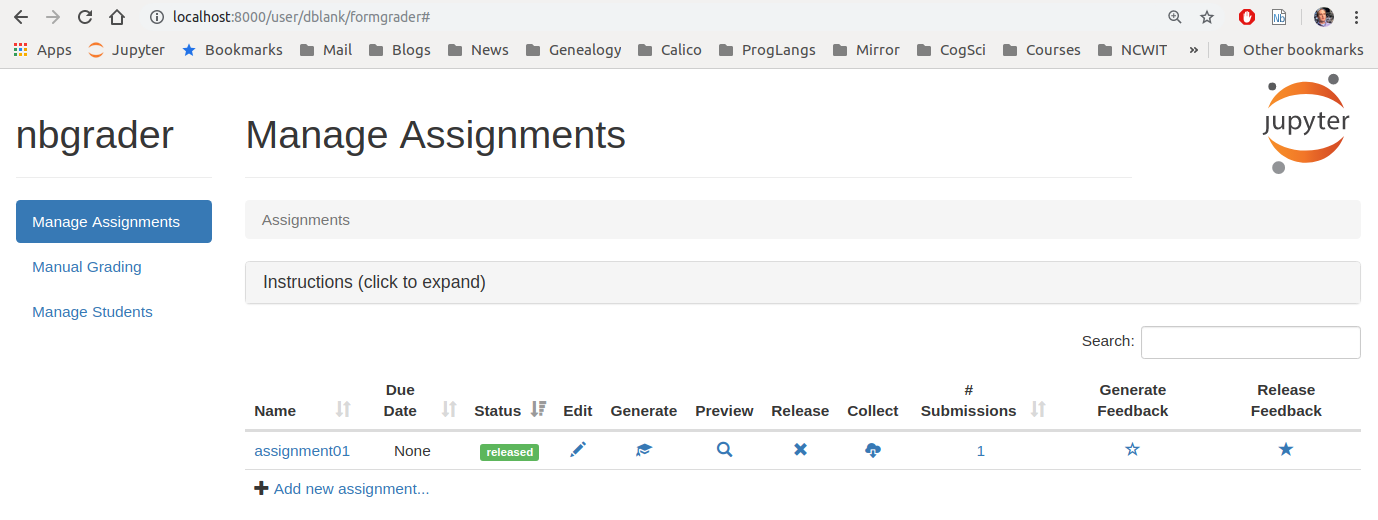 localhost:8000/user/dblank/formgrader#
Apps Jupyter Bookmarks Mail Blogs News Genealogy Calico ProgLangs Mirror CogSci Courses NCWIT » Other bookmarks
nbgrader
Manage Assignments
jupyter
Manage Assignments
Manual Grading
Manage Students
Assignments
Instructions (click to expand)
Search:
Name Due Date Status Edit Generate Preview Release Collect # Submissions Generate Feedback Release Feedback
assignment01 None released 1
Add new assignment...